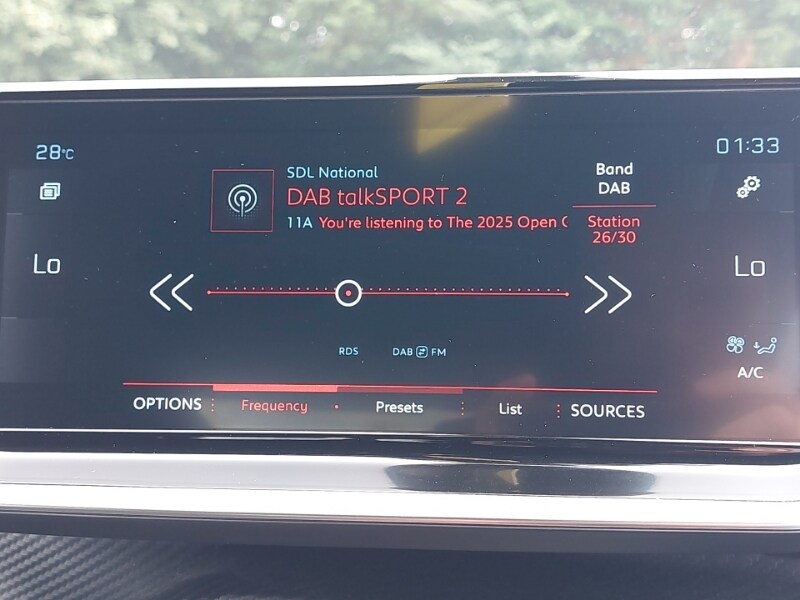 28°C
01:33
SDL National
DAB talkSPORT 2
11A You're listening to The 2025 Open
Band
DAB
Station
26/30
Lo
Lo
RDS
DAB FM
A/C
OPTIONS
Frequency
Presets
List
SOURCES